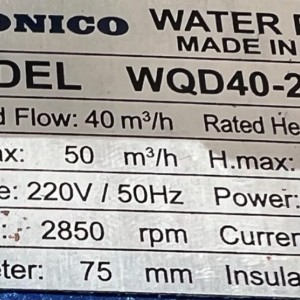 ONICO WATER
MADE IN
DEL WQD40-2
d Flow: 40 m³/h Rated He
ax: 50 m³/h H.max:
e: 220V / 50Hz Power:
: 2850 rpm Curren
eter: 75 mm Insula